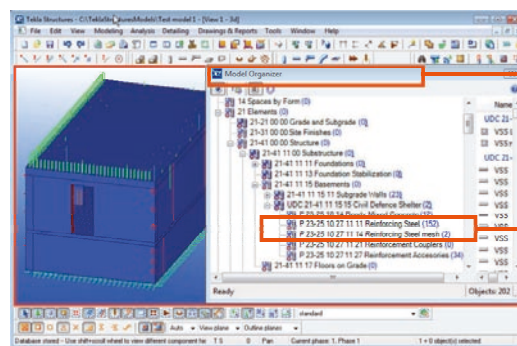 Tekla Structures - C:\TeklaStructuresModels\Test model 1 - [View 1 - 3d]
File Edit View Modeling Analysis Detailing Drawings & Reports Tools Window Help
Model Organizer
14 Spaces by Form (0)
21 Elements (0)
21-21 00 00 Grade and Subgrade (0)
21-31 00 00 Site Finishes (0)
21-41 00 00 Structure (0)
21-41 11 00 Substructure (0)
21-41 11 11 Foundations (0)
21-41 11 13 Foundation Stabilization (0)
21-41 11 15 Basements (0)
21-41 11 15 11 Subgrade Walls (23)
UDC 21-41 11 15 15 Civil Defence Shelter (2)
P 23-25 10 27 11 11 Reinforcing Steel (152)
P 23-25 10 27 11 14 Reinforcing Steel mesh (2)
P 23-25 10 27 11 21 Reinforcement Couplers (0)
P 23-25 10 27 11 27 Reinforcement Accesories (34)
21-41 11 17 Floors on Grade (0)
Name
UDC 21-
VSS
VSS
UDC 21-
VSS
VSS
VSS
VSS
VSS
VSS
VSS
Ready
Objects: 202
standard
Auto View plane Outline planes
Database stored - Use shift+scroll wheel to view different component he T S 0 Pan Current phase: 1, Phase 1 1 + 0 object(s) selected